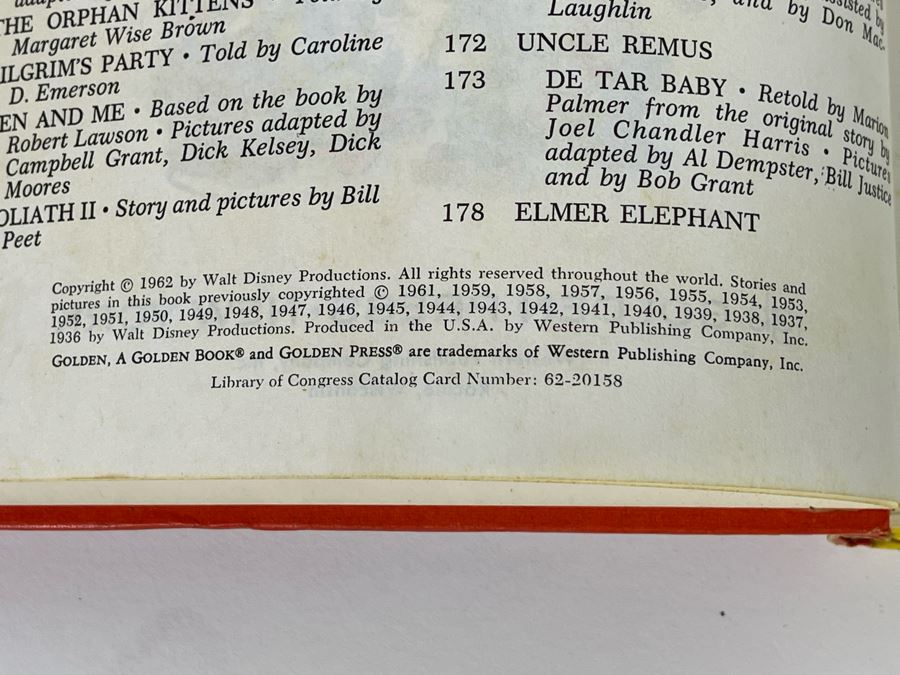 THE ORPHAN KITTENS
Margaret Wise Brown
ILGRIM'S PARTY • Told by Caroline
D. Emerson
EN AND ME • Based on the book by
Robert Lawson • Pictures adapted by
Campbell Grant, Dick Kelsey, Dick
Moores
OLIATH II • Story and pictures by Bill
Peet
and by Don Mac-
Laughlin
172 UNCLE REMUS
173 DE TAR BABY • Retold by Marion
Palmer from the original story by
Joel Chandler Harris • Pictures
adapted by Al Dempster, Bill Justice
and by Bob Grant
178 ELMER ELEPHANT
Copyright © 1962 by Walt Disney Productions. All rights reserved throughout the world. Stories and
pictures in this book previously copyrighted © 1961, 1959, 1958, 1957, 1956, 1955, 1954, 1953,
1952, 1951, 1950, 1949, 1948, 1947, 1946, 1945, 1944, 1943, 1942, 1941, 1940, 1939, 1938, 1937,
1936 by Walt Disney Productions. Produced in the U.S.A. by Western Publishing Company, Inc.
GOLDEN, A GOLDEN BOOK® and GOLDEN PRESS® are trademarks of Western Publishing Company, Inc.
Library of Congress Catalog Card Number: 62-20158